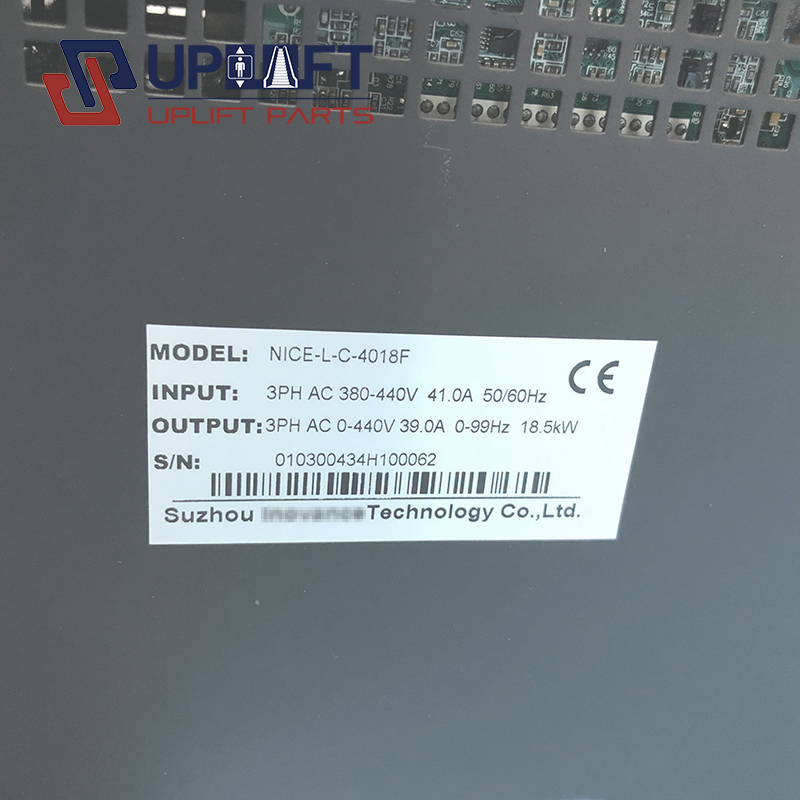 UPLIFT
UPLIFT PARTS
MODEL: NICE-L-C-4018F
CE
INPUT: 3PH AC 380-440V 41.0A 50/60Hz
OUTPUT: 3PH AC 0-440V 39.0A 0-99Hz 18.5kW
S/N: 010300434H100062
Suzhou Technology Co.,Ltd.